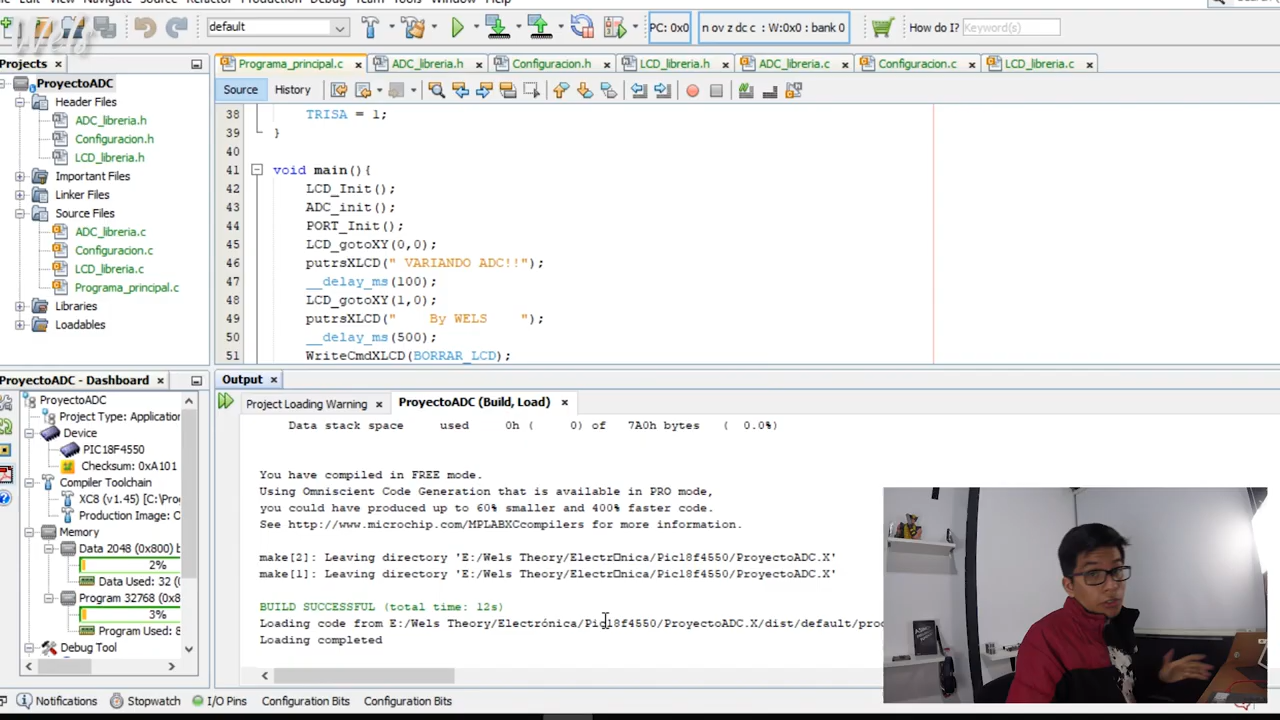 Source
Production
Debug
Team
Tools
Window
Wels
default
PC: 0x0
n ov z dc c : W:0x0 : bank 0
How do I?
Keyword(s)
Projects
ProyectoADC
Header Files
ADC_libreria.h
Configuracion.h
LCD_libreria.h
Important Files
Linker Files
Source Files
ADC_libreria.c
Configuracion.c
LCD_libreria.c
Programa_principal.c
Libraries
Loadables
Programa_principal.c
ADC_libreria.h
Configuracion.h
LCD_libreria.h
ADC_libreria.c
Configuracion.c
LCD_libreria.c
Source
History
38 TRISA = 1;
39 }
40
41 void main(){
42 LCD_Init();
43 ADC_init();
44 PORT_Init();
45 LCD_gotoXY(0,0);
46 putrsXLCD(" VARIANDO ADC!!");
47 __delay_ms(100);
48 LCD_gotoXY(1,0);
49 putrsXLCD("    By WELS    ");
50 __delay_ms(500);
51 WriteCmdXLCD(BORRAR_LCD);
ProyectoADC - Dashboard
ProyectoADC
Project Type: Application
Device
PIC18F4550
Checksum: 0xA101
Compiler Toolchain
XC8 (v1.45) [C:\Pro
Production Image: C
Memory
Data 2048 (0x800) b
2%
Data Used: 32 (
Program 32768 (0x8
3%
Program Used: 8
Debug Tool
Output
Project Loading Warning
ProyectoADC (Build, Load)
Data stack space used 0h ( 0) of 7A0h bytes ( 0.0%)
You have compiled in FREE mode.
Using Omniscient Code Generation that is available in PRO mode,
you could have produced up to 60% smaller and 400% faster code.
See http://www.microchip.com/MPLABXCcompilers for more information.
make[2]: Leaving directory 'E:/Wels Theory/Electr□nica/Pic18f4550/ProyectoADC.X'
make[1]: Leaving directory 'E:/Wels Theory/Electr□nica/Pic18f4550/ProyectoADC.X'
BUILD SUCCESSFUL (total time: 12s)
Loading code from E:/Wels Theory/Electrónica/Pic18f4550/ProyectoADC.X/dist/default/proc
Loading completed
Notifications
Stopwatch
I/O Pins
Configuration Bits
Configuration Bits